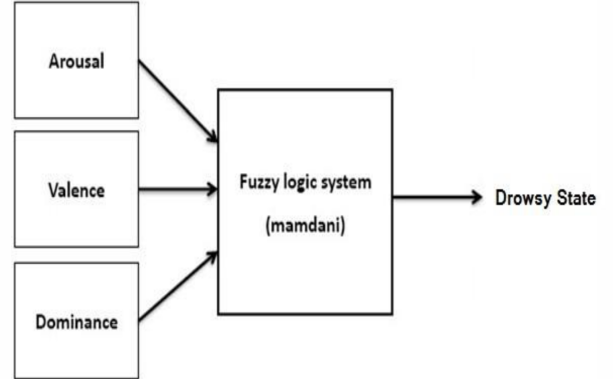 Arousal
Valence
Dominance
Fuzzy logic system
(mamdani)
Drowsy State